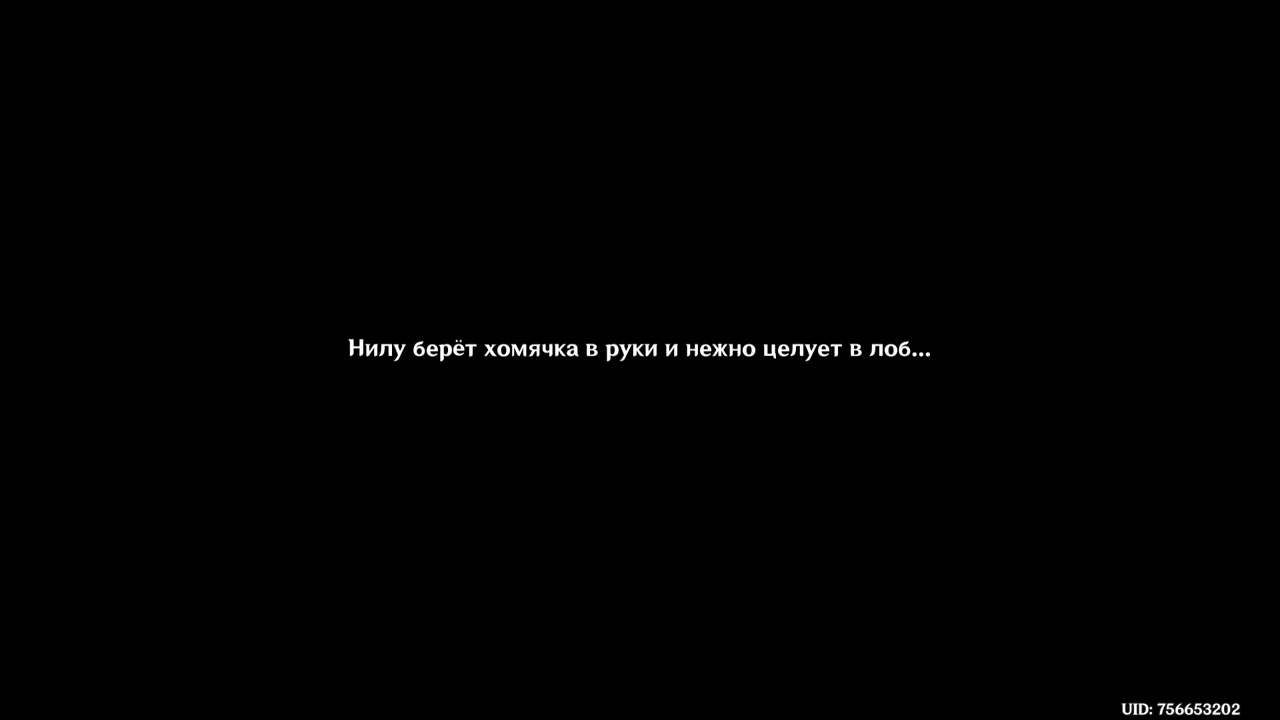 Нилу берёт хомячка в руки и нежно целует в лоб...
UID: 756653202